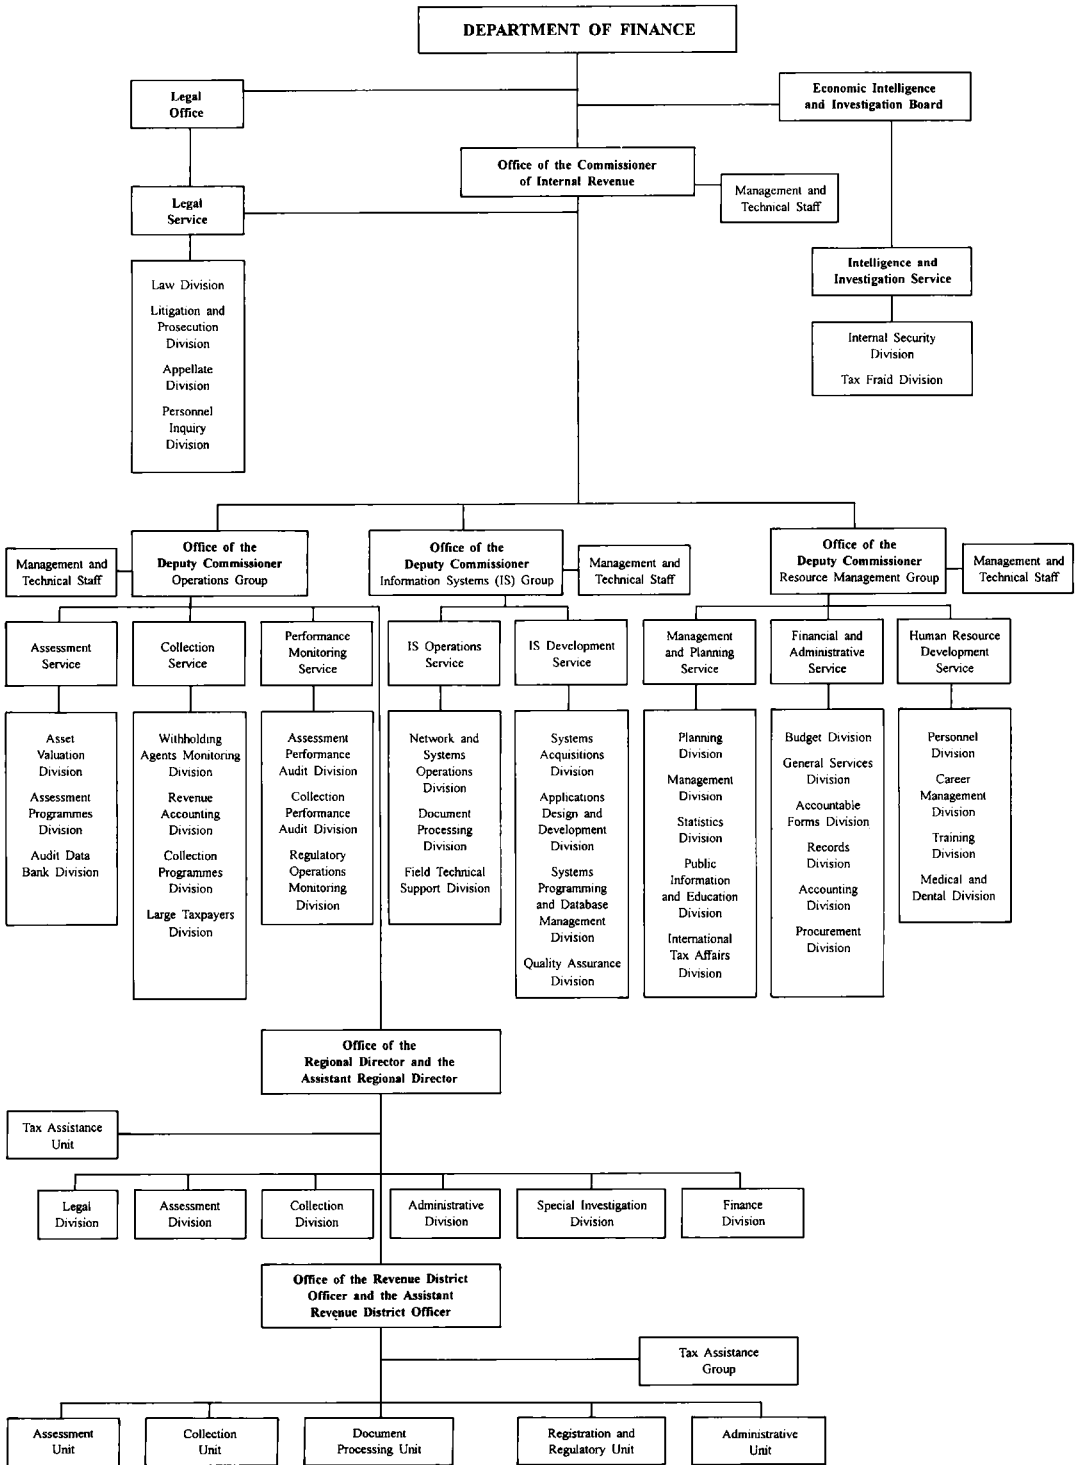 DEPARTMENT OF FINANCE
Legal
Office
Economic Intelligence
and Investigation Board
Office of the Commissioner
of Internal Revenue
Management and
Technical Staff
Legal
Service
Intelligence and
Investigation Service
Law Division
Litigation and
Prosecution
Division
Appellate
Division
Personnel
Inquiry
Division
Internal Security
Division
Tax Fraid Division
Management and
Technical Staff
Office of the
Deputy Commissioner
Operations Group
Office of the
Deputy Commissioner
Information Systems (IS) Group
Management and
Technical Staff
Office of the
Deputy Commissioner
Resource Management Group
Management and
Technical Staff
Assessment
Service
Collection
Service
Performance
Monitoring
Service
IS Operations
Service
IS Development
Service
Management
and Planning
Service
Financial and
Administrative
Service
Human Resource
Development
Service
Asset
Valuation
Division
Assessment
Programmes
Division
Audit Data
Bank Division
Withholding
Agents Monitoring
Division
Revenue
Accounting
Division
Collection
Programmes
Division
Large Taxpayers
Division
Assessment
Performance
Audit Division
Collection
Performance
Audit Division
Regulatory
Operations
Monitoring
Division
Network and
Systems
Operations
Division
Document
Processing
Division
Field Technical
Support Division
Systems
Acquisitions
Division
Applications
Design and
Development
Division
Systems
Programming
and Database
Management
Division
Quality Assurance
Division
Planning
Division
Management
Division
Statistics
Division
Public
Information
and Education
Division
International
Tax Affairs
Division
Budget Division
General Services
Division
Accountable
Forms Division
Records
Division
Accounting
Division
Procurement
Division
Personnel
Division
Career
Management
Division
Training
Division
Medical and
Dental Division
Office of the
Regional Director and the
Assistant Regional Director
Tax Assistance
Unit
Legal
Division
Assessment
Division
Collection
Division
Administrative
Division
Special Investigation
Division
Finance
Division
Office of the Revenue District
Officer and the Assistant
Revenue District Officer
Tax Assistance
Group
Assessment
Unit
Collection
Unit
Document
Processing Unit
Registration and
Regulatory Unit
Administrative
Unit